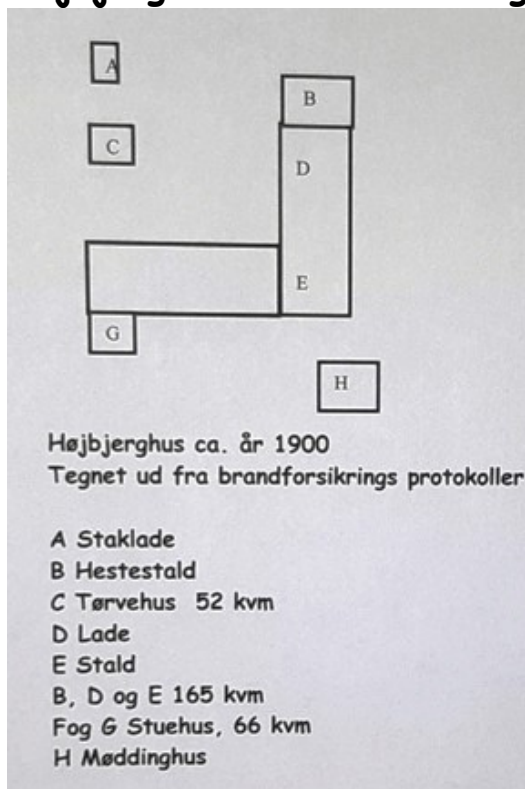 A
B
C
D
E
G
H
Højbjerghus ca. år 1900
Tegnet ud fra brandforsikrings protokoller
A Staklade
B Hestestald
C Tørvehus 52 kvm
D Lade
E Stald
B, D og E 165 kvm
Fog G Stuehus, 66 kvm
H Møddinghus